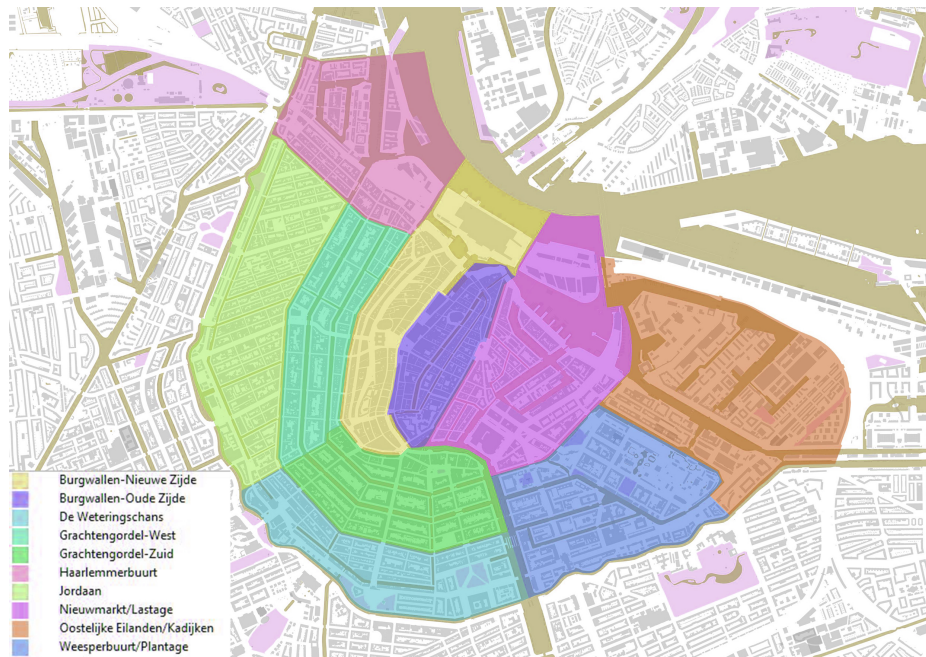 Burgwallen-Nieuwe Zijde
Burgwallen-Oude Zijde
De Weteringschans
Grachtengordel-West
Grachtengordel-Zuid
Haarlemmerbuurt
Jordaan
Nieuwmarkt/Lastage
Oostelijke Eilanden/Kadijken
Weesperbuurt/Plantage